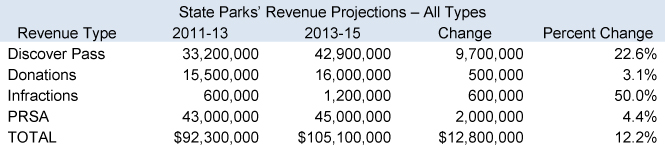 State Parks' Revenue Projections – All Types
Revenue Type 2011-13 2013-15 Change Percent Change
Discover Pass 33,200,000 42,900,000 9,700,000 22.6%
Donations 15,500,000 16,000,000 500,000 3.1%
Infractions 600,000 1,200,000 600,000 50.0%
PRSA 43,000,000 45,000,000 2,000,000 4.4%
TOTAL $92,300,000 $105,100,000 $12,800,000 12.2%